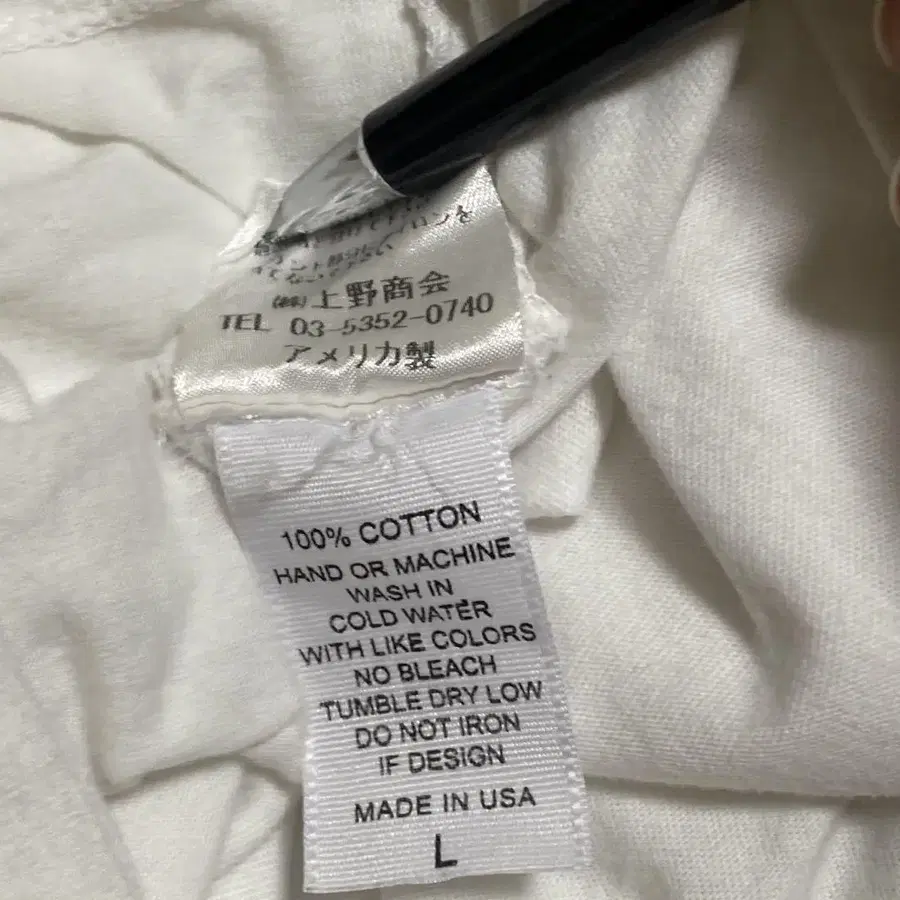 (株)上野商会
TEL 03-5352-0740
アメリカ製
100% COTTON
HAND OR MACHINE
WASH IN
COLD WATER
WITH LIKE COLORS
NO BLEACH
TUMBLE DRY LOW
DO NOT IRON
IF DESIGN
MADE IN USA
L